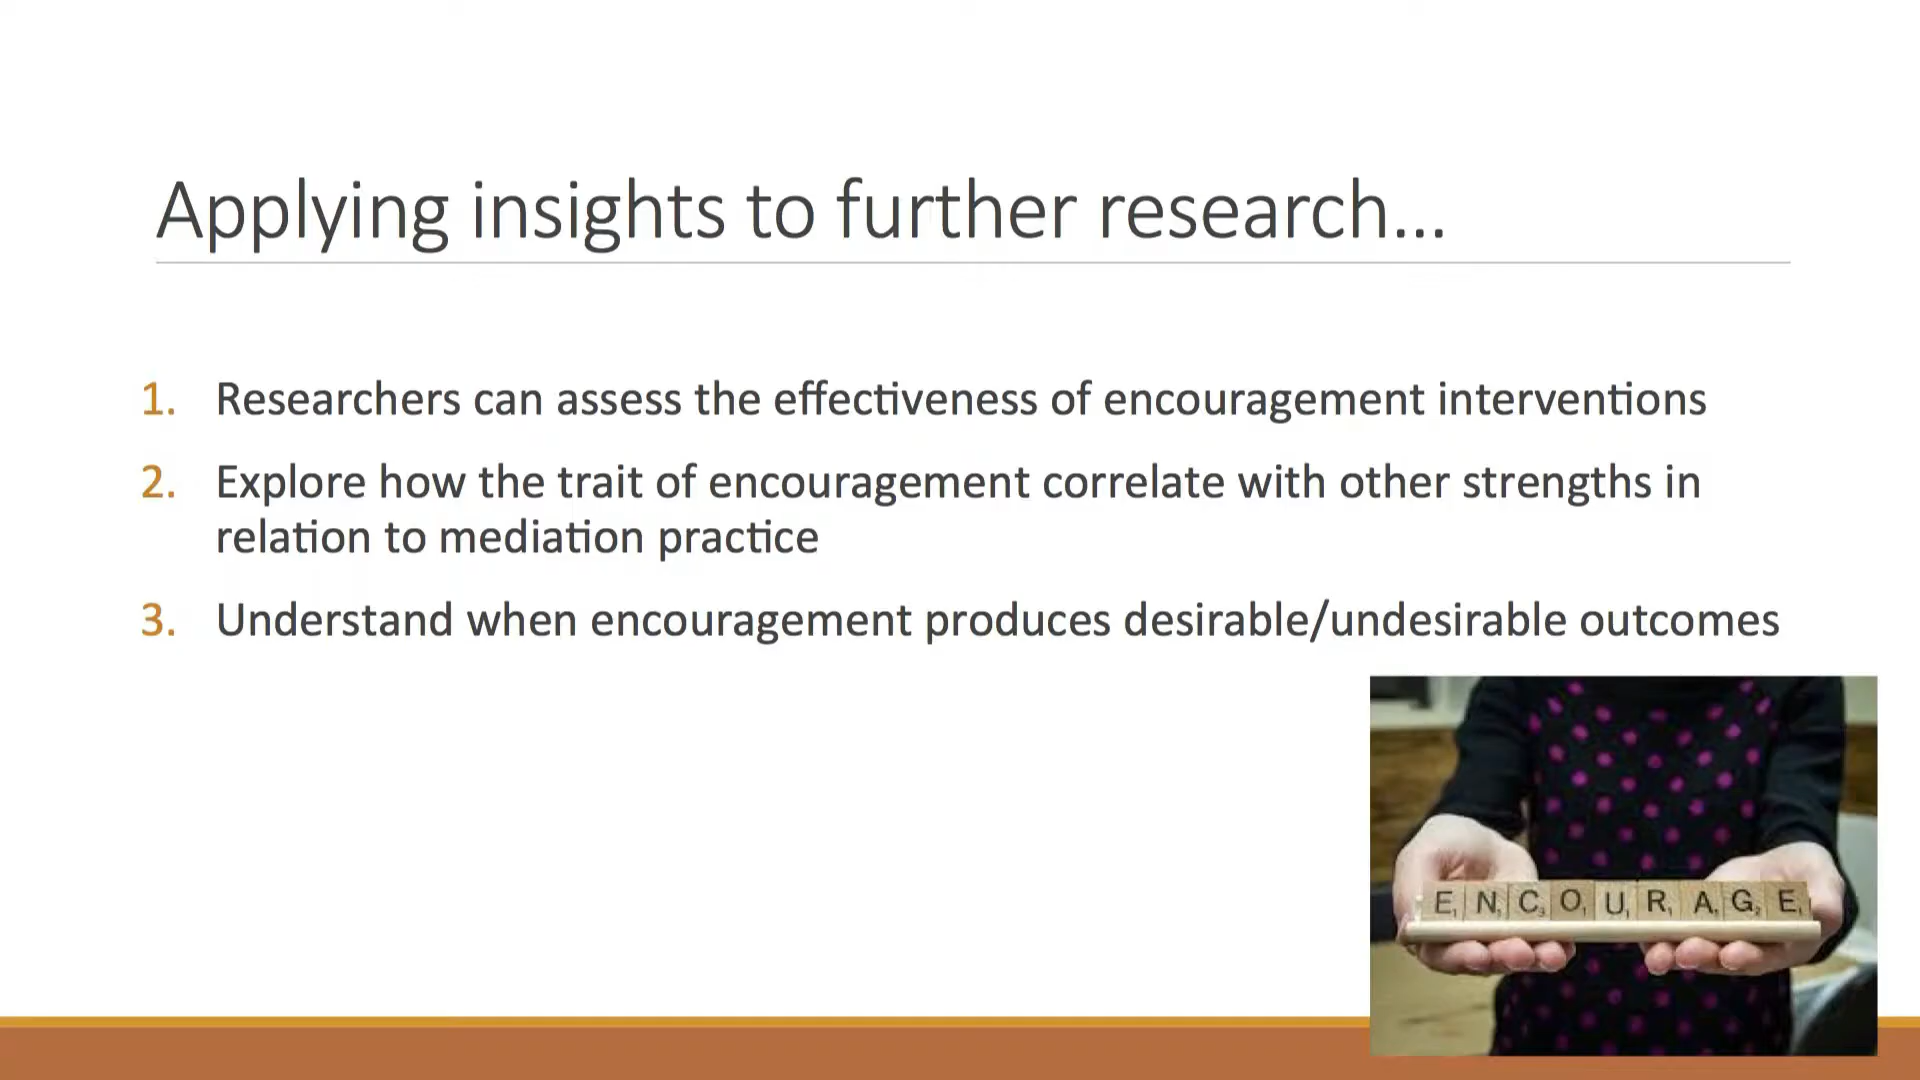 Applying insights to further research...
1. Researchers can assess the effectiveness of encouragement interventions
2. Explore how the trait of encouragement correlate with other strengths in
relation to mediation practice
3. Understand when encouragement produces desirable/undesirable outcomes
ENCOURAGE